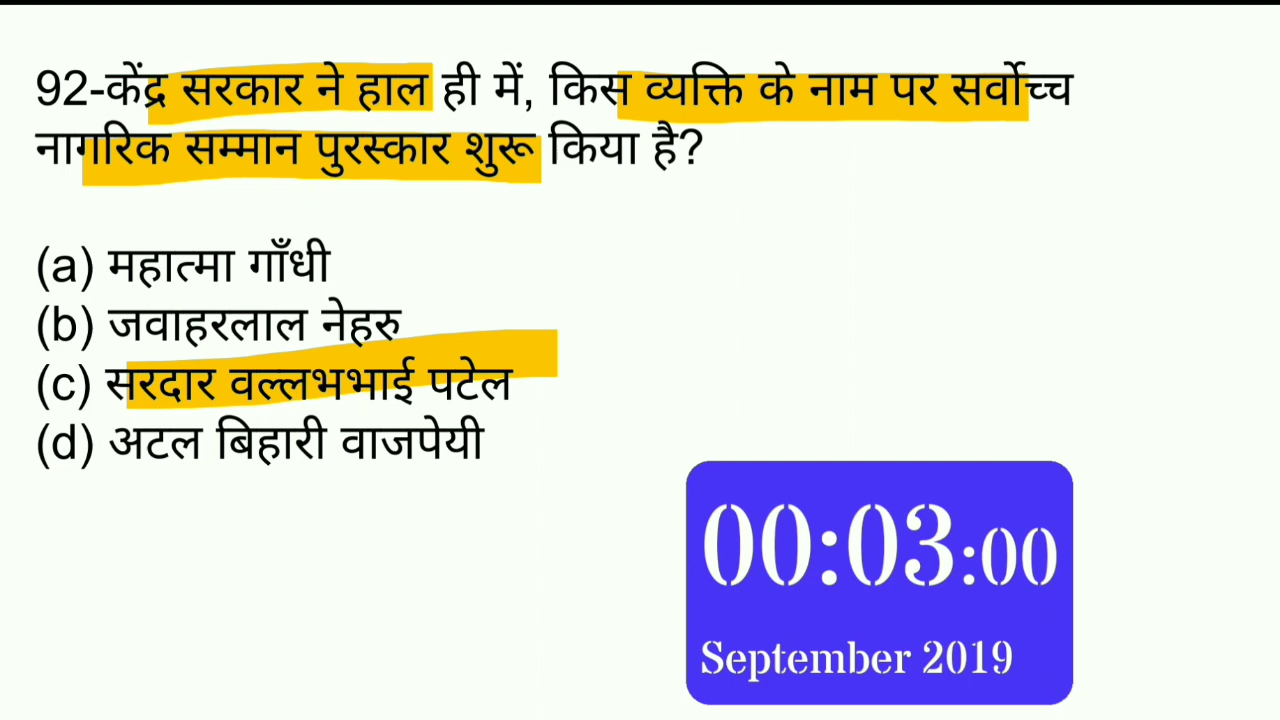 92-केंद्र सरकार ने हाल ही में, किस व्यक्ति के नाम पर सर्वोच्च
नागरिक सम्मान पुरस्कार शुरू किया है?
(a) महात्मा गाँधी
(b) जवाहरलाल नेहरु
(c) सरदार वल्लभभाई पटेल
(d) अटल बिहारी वाजपेयी
00:03:00
September 2019